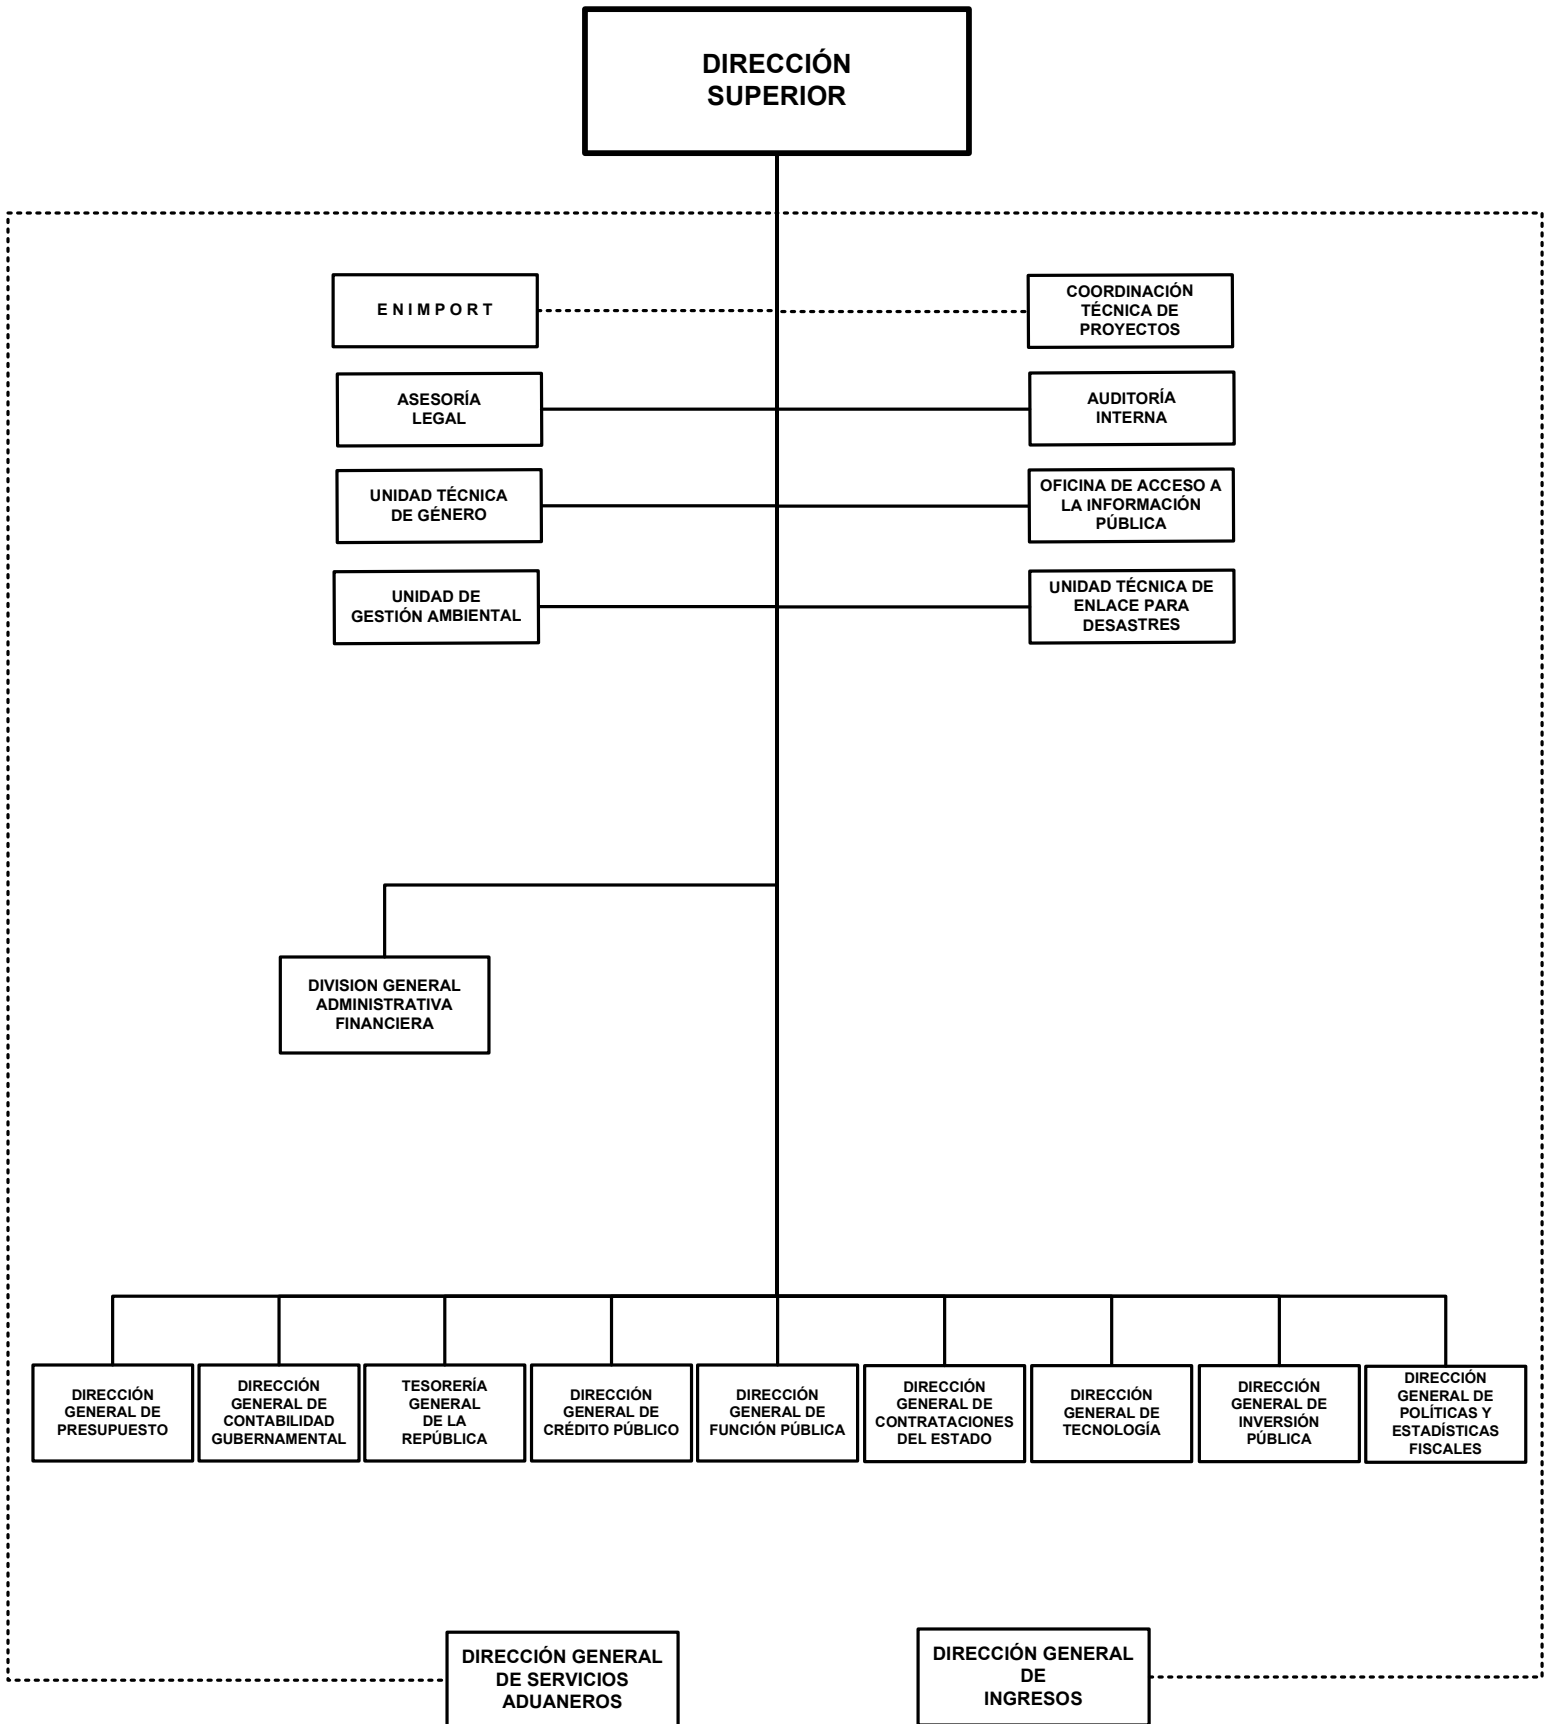 DIRECCIÓN
SUPERIOR
E N I M P O R T
COORDINACIÓN
TÉCNICA DE
PROYECTOS
ASESORÍA
LEGAL
AUDITORÍA
INTERNA
UNIDAD TÉCNICA
DE GÉNERO
OFICINA DE ACCESO A
LA INFORMACIÓN
PÚBLICA
UNIDAD DE
GESTIÓN AMBIENTAL
UNIDAD TÉCNICA DE
ENLACE PARA
DESASTRES
DIVISION GENERAL
ADMINISTRATIVA
FINANCIERA
DIRECCIÓN
GENERAL DE
PRESUPUESTO
DIRECCIÓN
GENERAL DE
CONTABILIDAD
GUBERNAMENTAL
TESORERÍA
GENERAL
DE LA
REPÚBLICA
DIRECCIÓN
GENERAL DE
CRÉDITO PÚBLICO
DIRECCIÓN
GENERAL DE
FUNCIÓN PÚBLICA
DIRECCIÓN
GENERAL DE
CONTRATACIONES
DEL ESTADO
DIRECCIÓN
GENERAL DE
TECNOLOGÍA
DIRECCIÓN
GENERAL DE
INVERSIÓN
PÚBLICA
DIRECCIÓN
GENERAL DE
POLÍTICAS Y
ESTADÍSTICAS
FISCALES
DIRECCIÓN GENERAL
DE SERVICIOS
ADUANEROS
DIRECCIÓN GENERAL
DE
INGRESOS